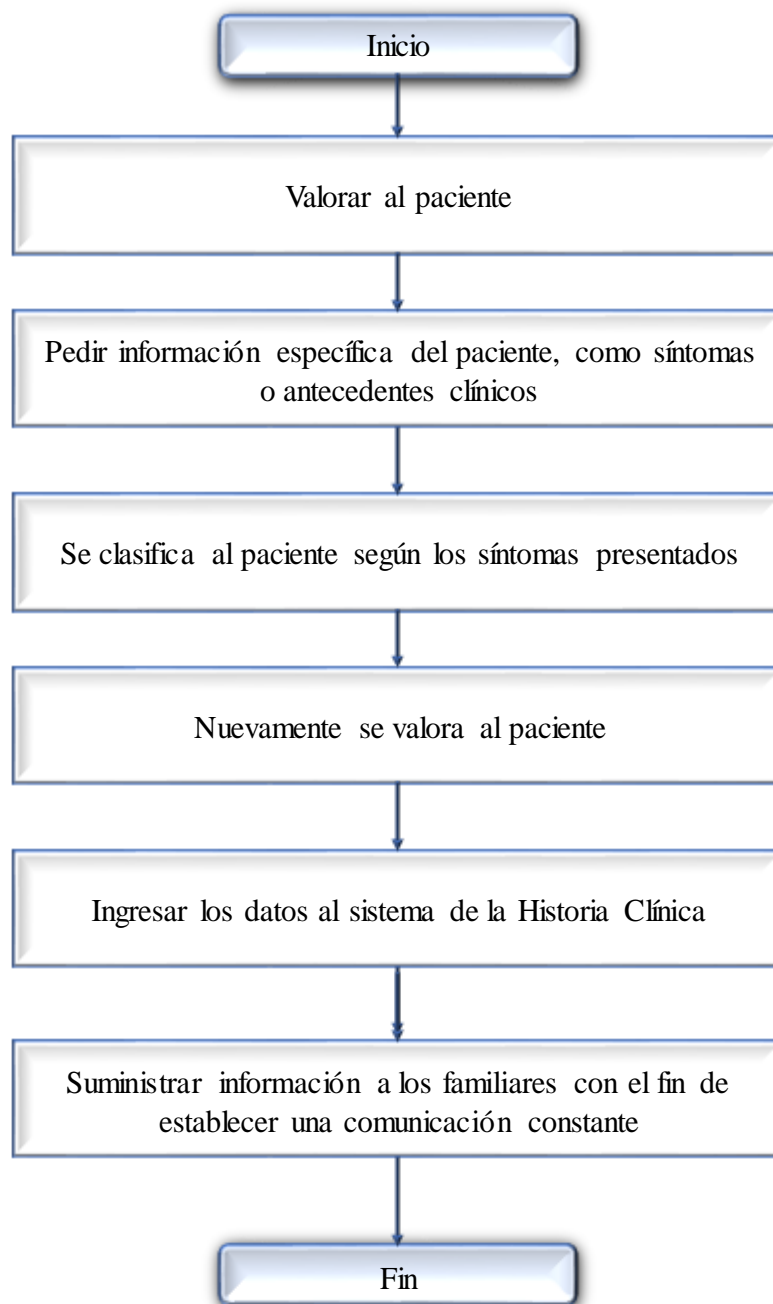 Inicio
Valorar al paciente
Pedir información específica del paciente, como síntomas
o antecedentes clínicos
Se clasifica al paciente según los síntomas presentados
Nuevamente se valora al paciente
Ingresar los datos al sistema de la Historia Clínica
Suministrar información a los familiares con el fin de
establecer una comunicación constante
Fin